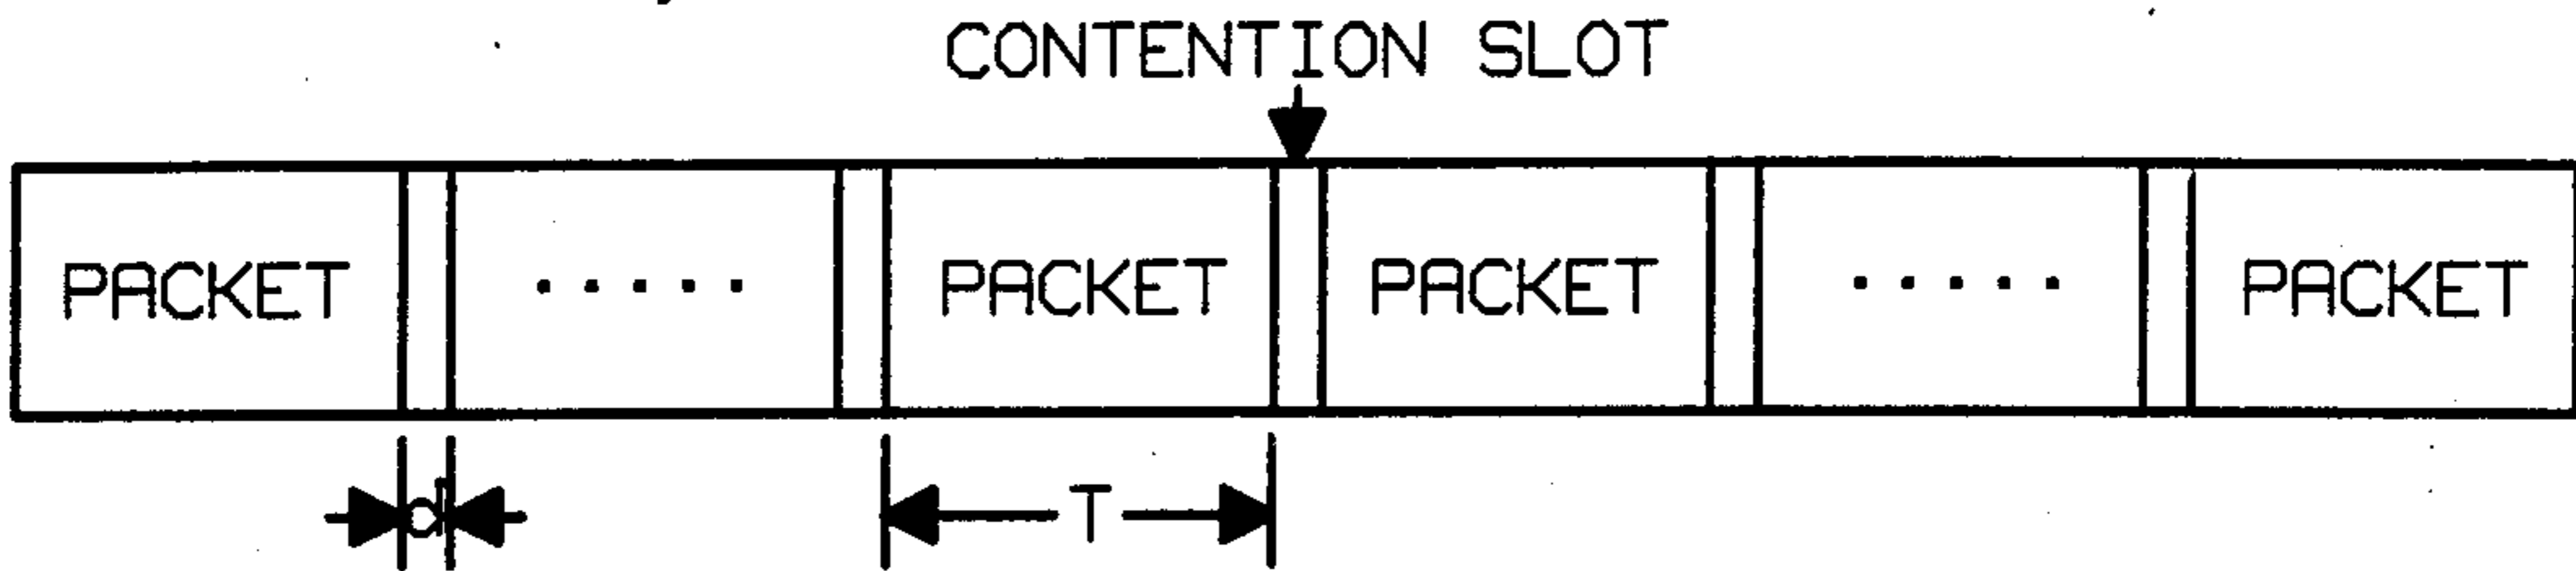 CONTENTION SLOT
PACKET ..... PACKET PACKET ..... PACKET
d T